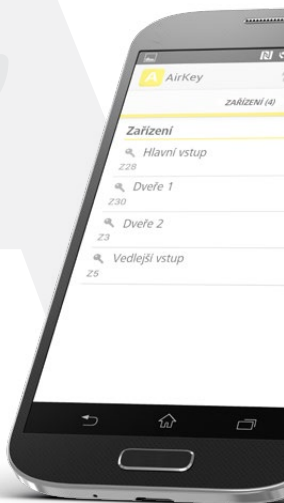 AirKey
ZAŘÍZENÍ (4)
Zařízení
Hlavní vstup
Z28
Dveře 1
Z30
Dveře 2
Z3
Vedlejší vstup
Z5